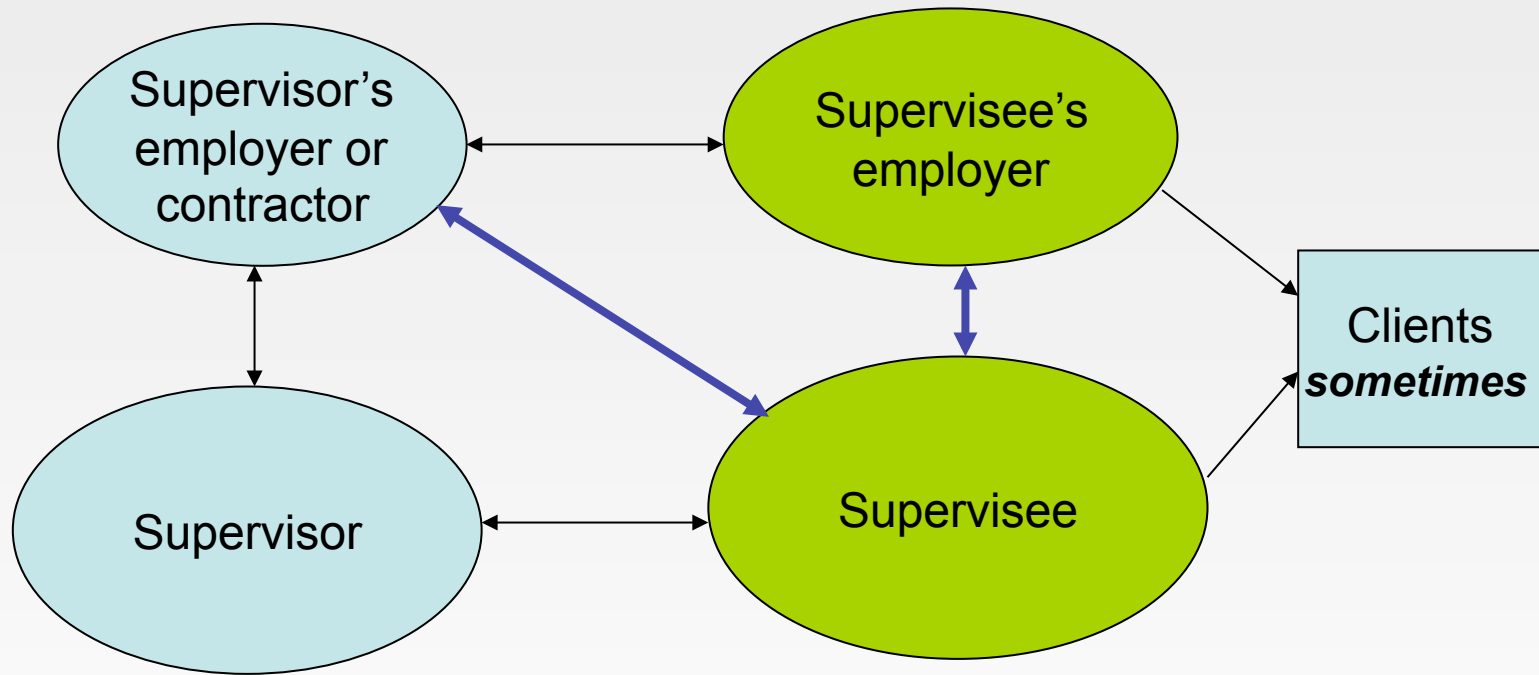 Supervisor’s
employer or
contractor
Supervisee’s
employer
Clients
sometimes
Supervisor
Supervisee